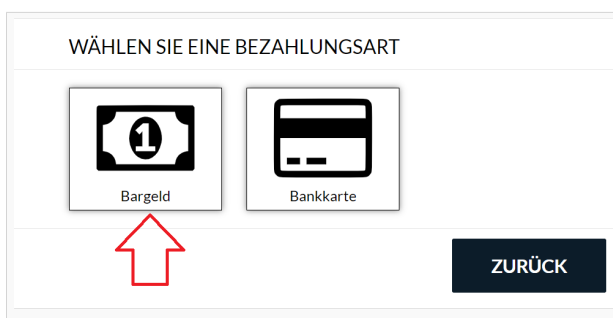 WÄHLEN SIE EINE BEZAHLUNGSART
1
Bargeld
Bankkarte
ZURÜCK